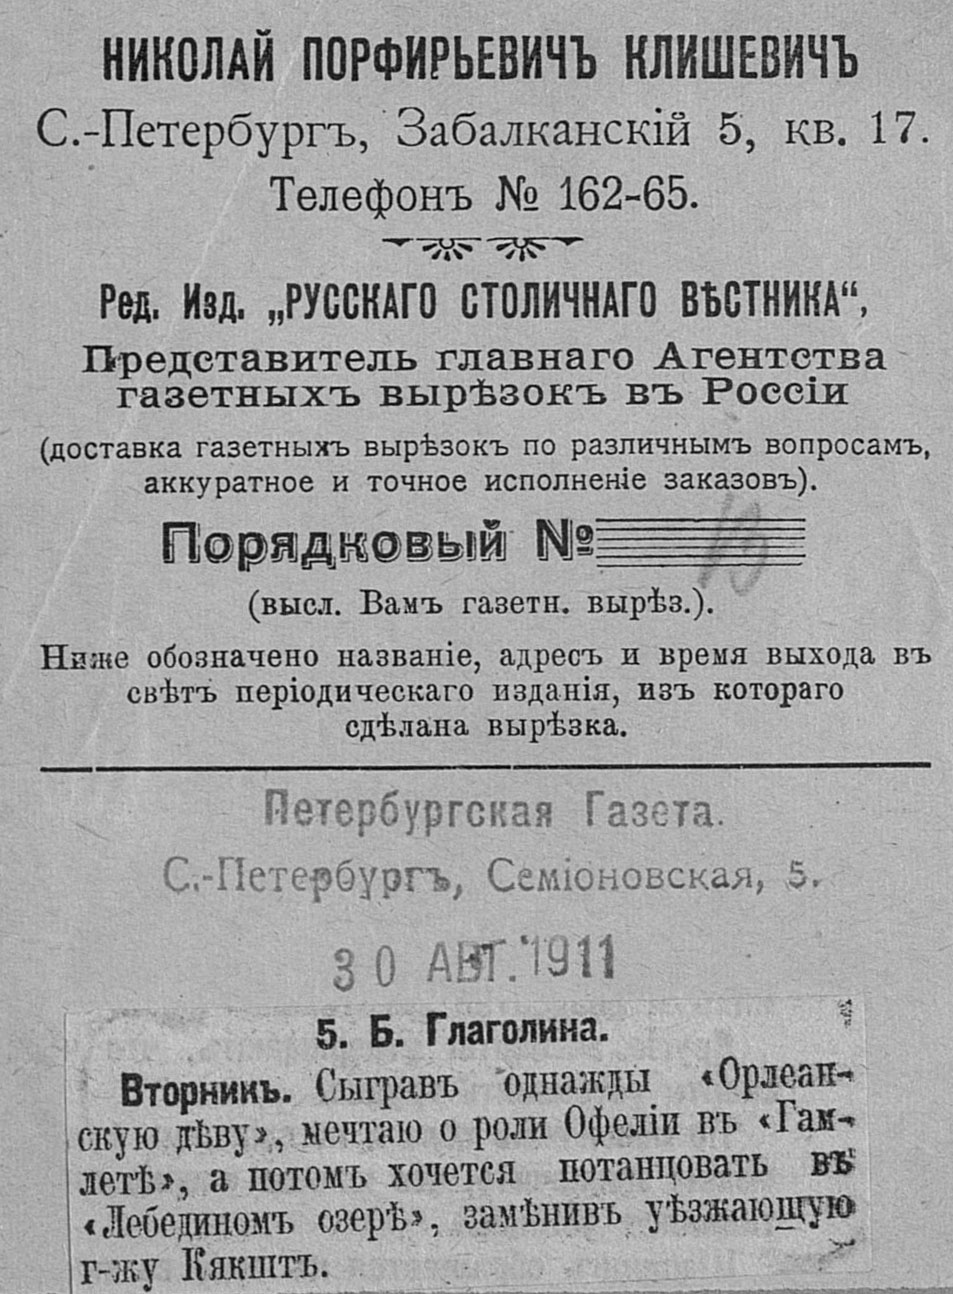 НИКОЛАЙ ПОРФИРЬЕВИЧЪ КЛИШЕВИЧЪ
С.-Петербургъ, Забалканскій 5, кв. 17.
Телефонъ № 162-65.
Ред. Изд. „РУССКАГО СТОЛИЧНАГО ВѢСТНИКА“,
Представитель главнаго Агентства
газетныхъ вырѣзокъ въ Россіи
(доставка газетныхъ вырѣзокъ по различнымъ вопросамъ,
аккуратное и точное исполненіе заказовъ).
Порядковый №
(высл. Вамъ газетн. вырѣз.).
Ниже обозначено названіе, адресъ и время выхода въ
свѣтъ періодическаго изданія, изъ котораго
сдѣлана вырѣзка.
Петербургская Газета.
С.-Петербургъ, Семіоновская, 5.
30 АВГ. 1911
5. Б. Глаголина.
Вторникъ. Сыгравъ однажды «Орлеан-
скую дѣву», мечтаю о роли Офеліи въ «Гам-
летѣ», а потомъ хочется потанцовать въ
«Лебединомъ озерѣ», замѣнивъ уѣзжающую
г-жу Кякштъ.